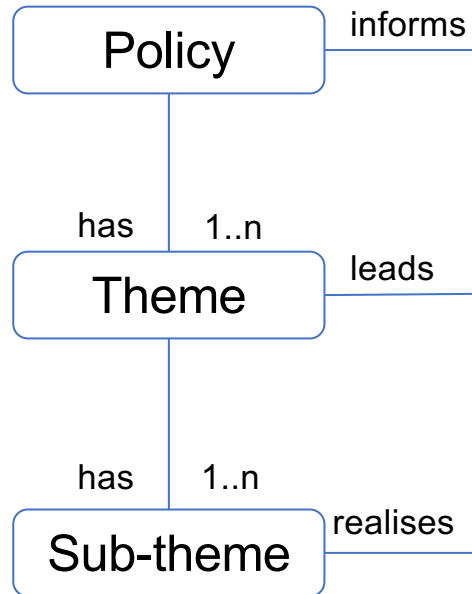 informs
Policy
has 1..n
leads
Theme
has 1..n
realises
Sub-theme